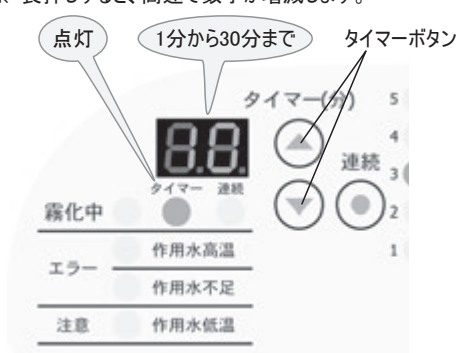 長押しすると、高速で数字が増減します。
点灯
1分から30分まで
タイマーボタン
タイマー(分)
5
4
3
2
1
88.
連続
タイマー 連続
霧化中
エラー
作用水高温
作用水不足
注意
作用水低温